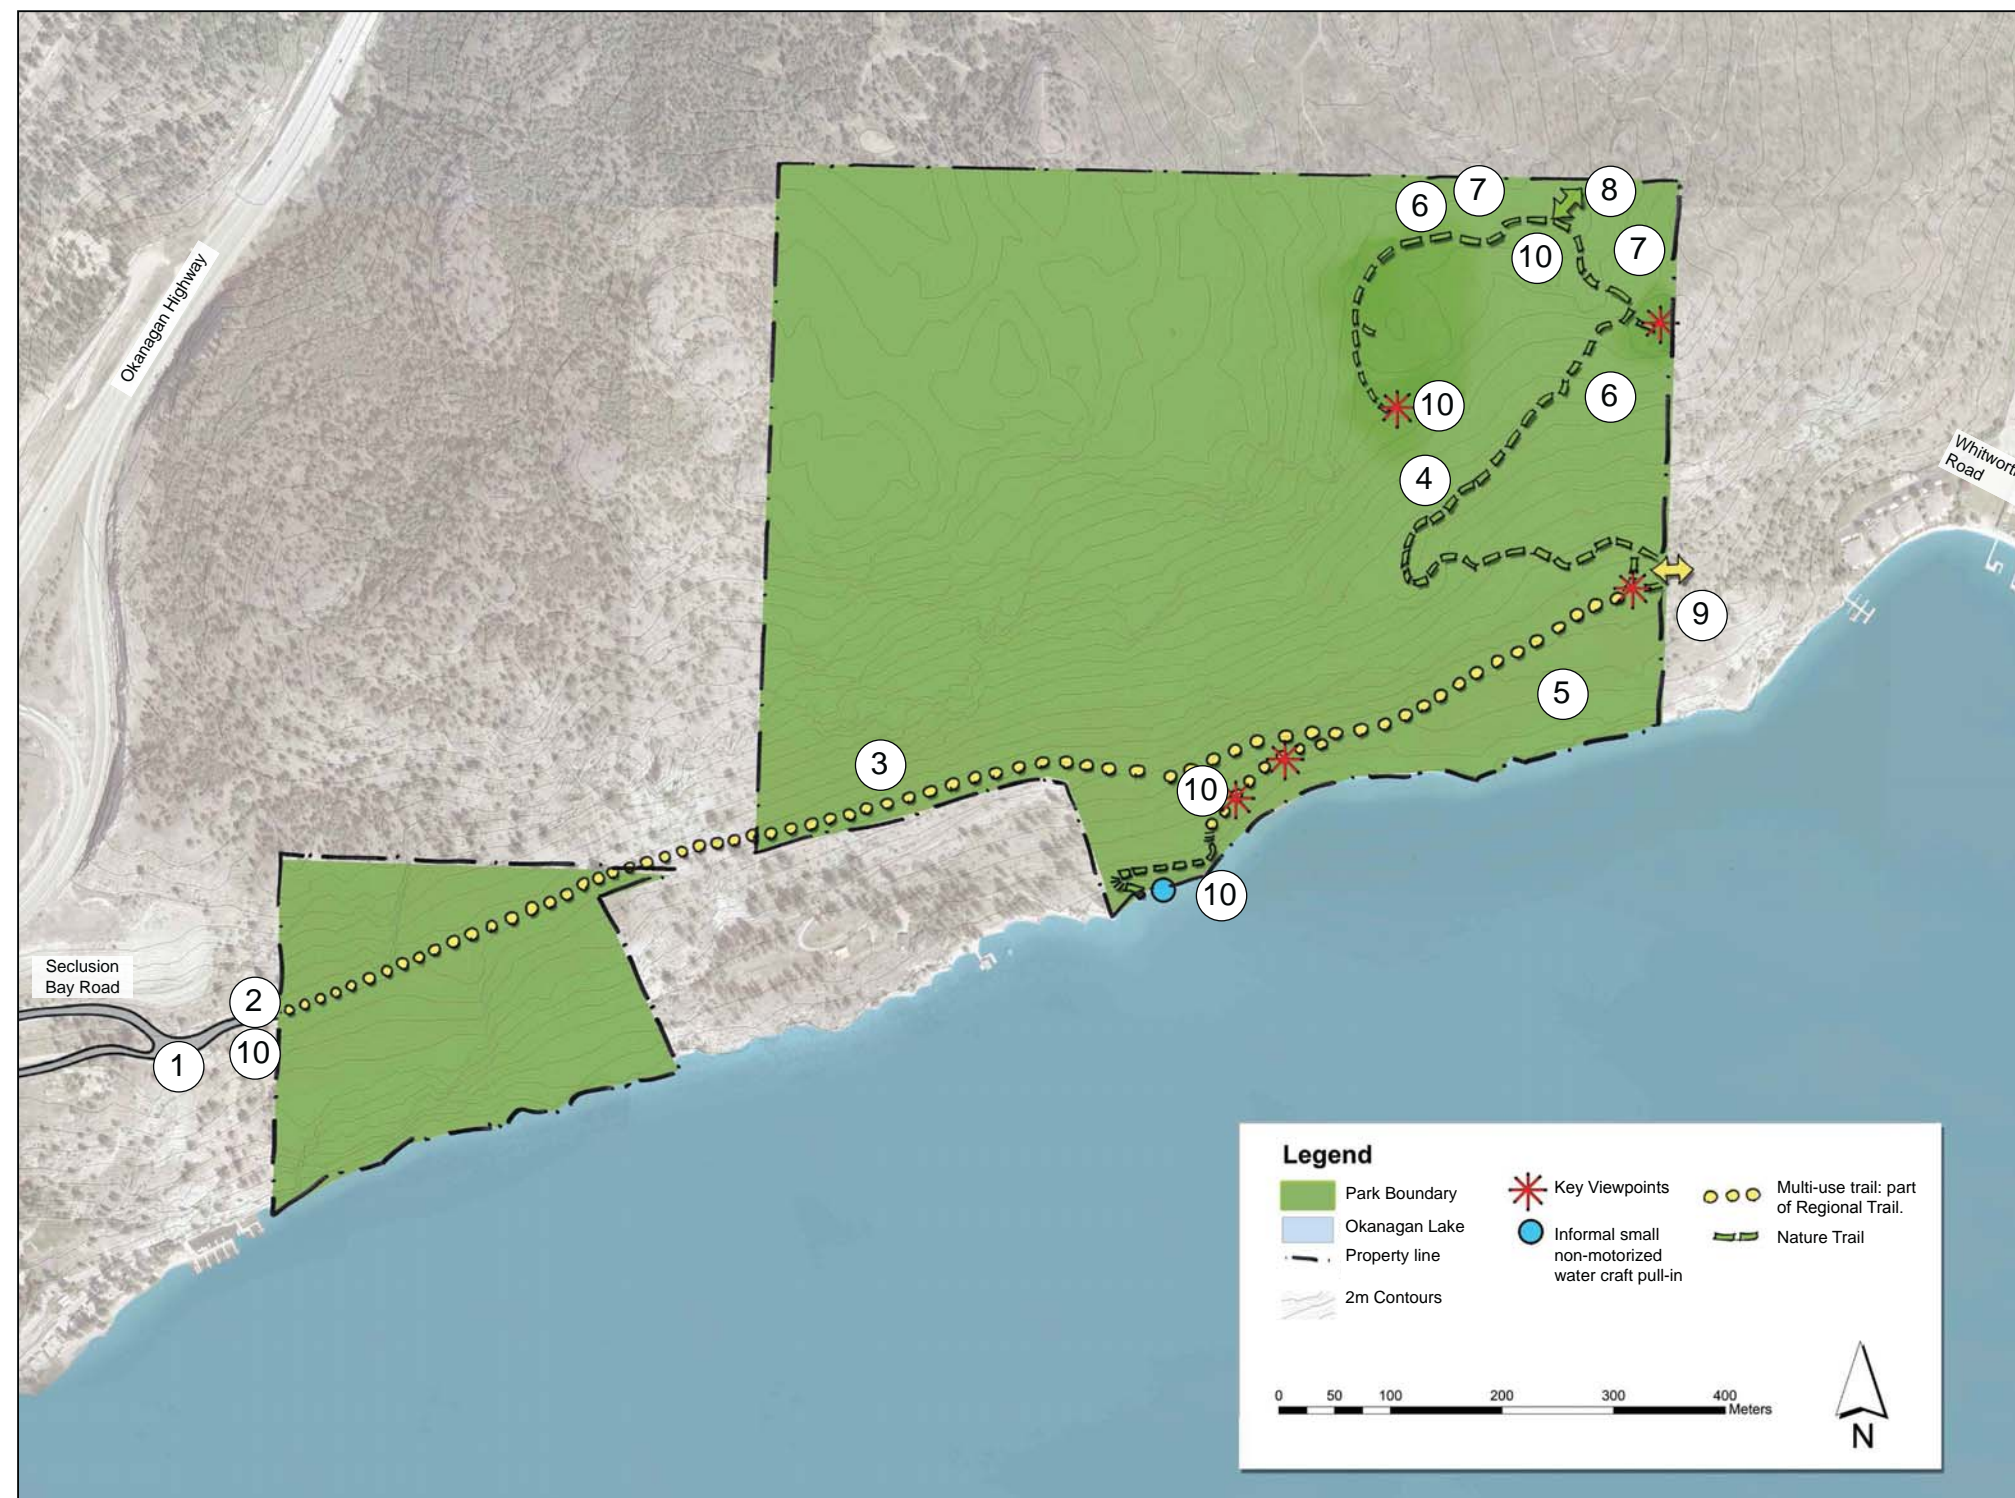 Okanagan Highway
6
7
8
10
7
10
6
4
Whitworth
Road
9
5
3
10
10
Seclusion
Bay Road
2
10
1
Legend
Park Boundary
Okanagan Lake
Property line
2m Contours
Key Viewpoints
Informal small
non-motorized
water craft pull-in
Multi-use trail: part
of Regional Trail.
Nature Trail
0 50 100 200 300 400
Meters
N